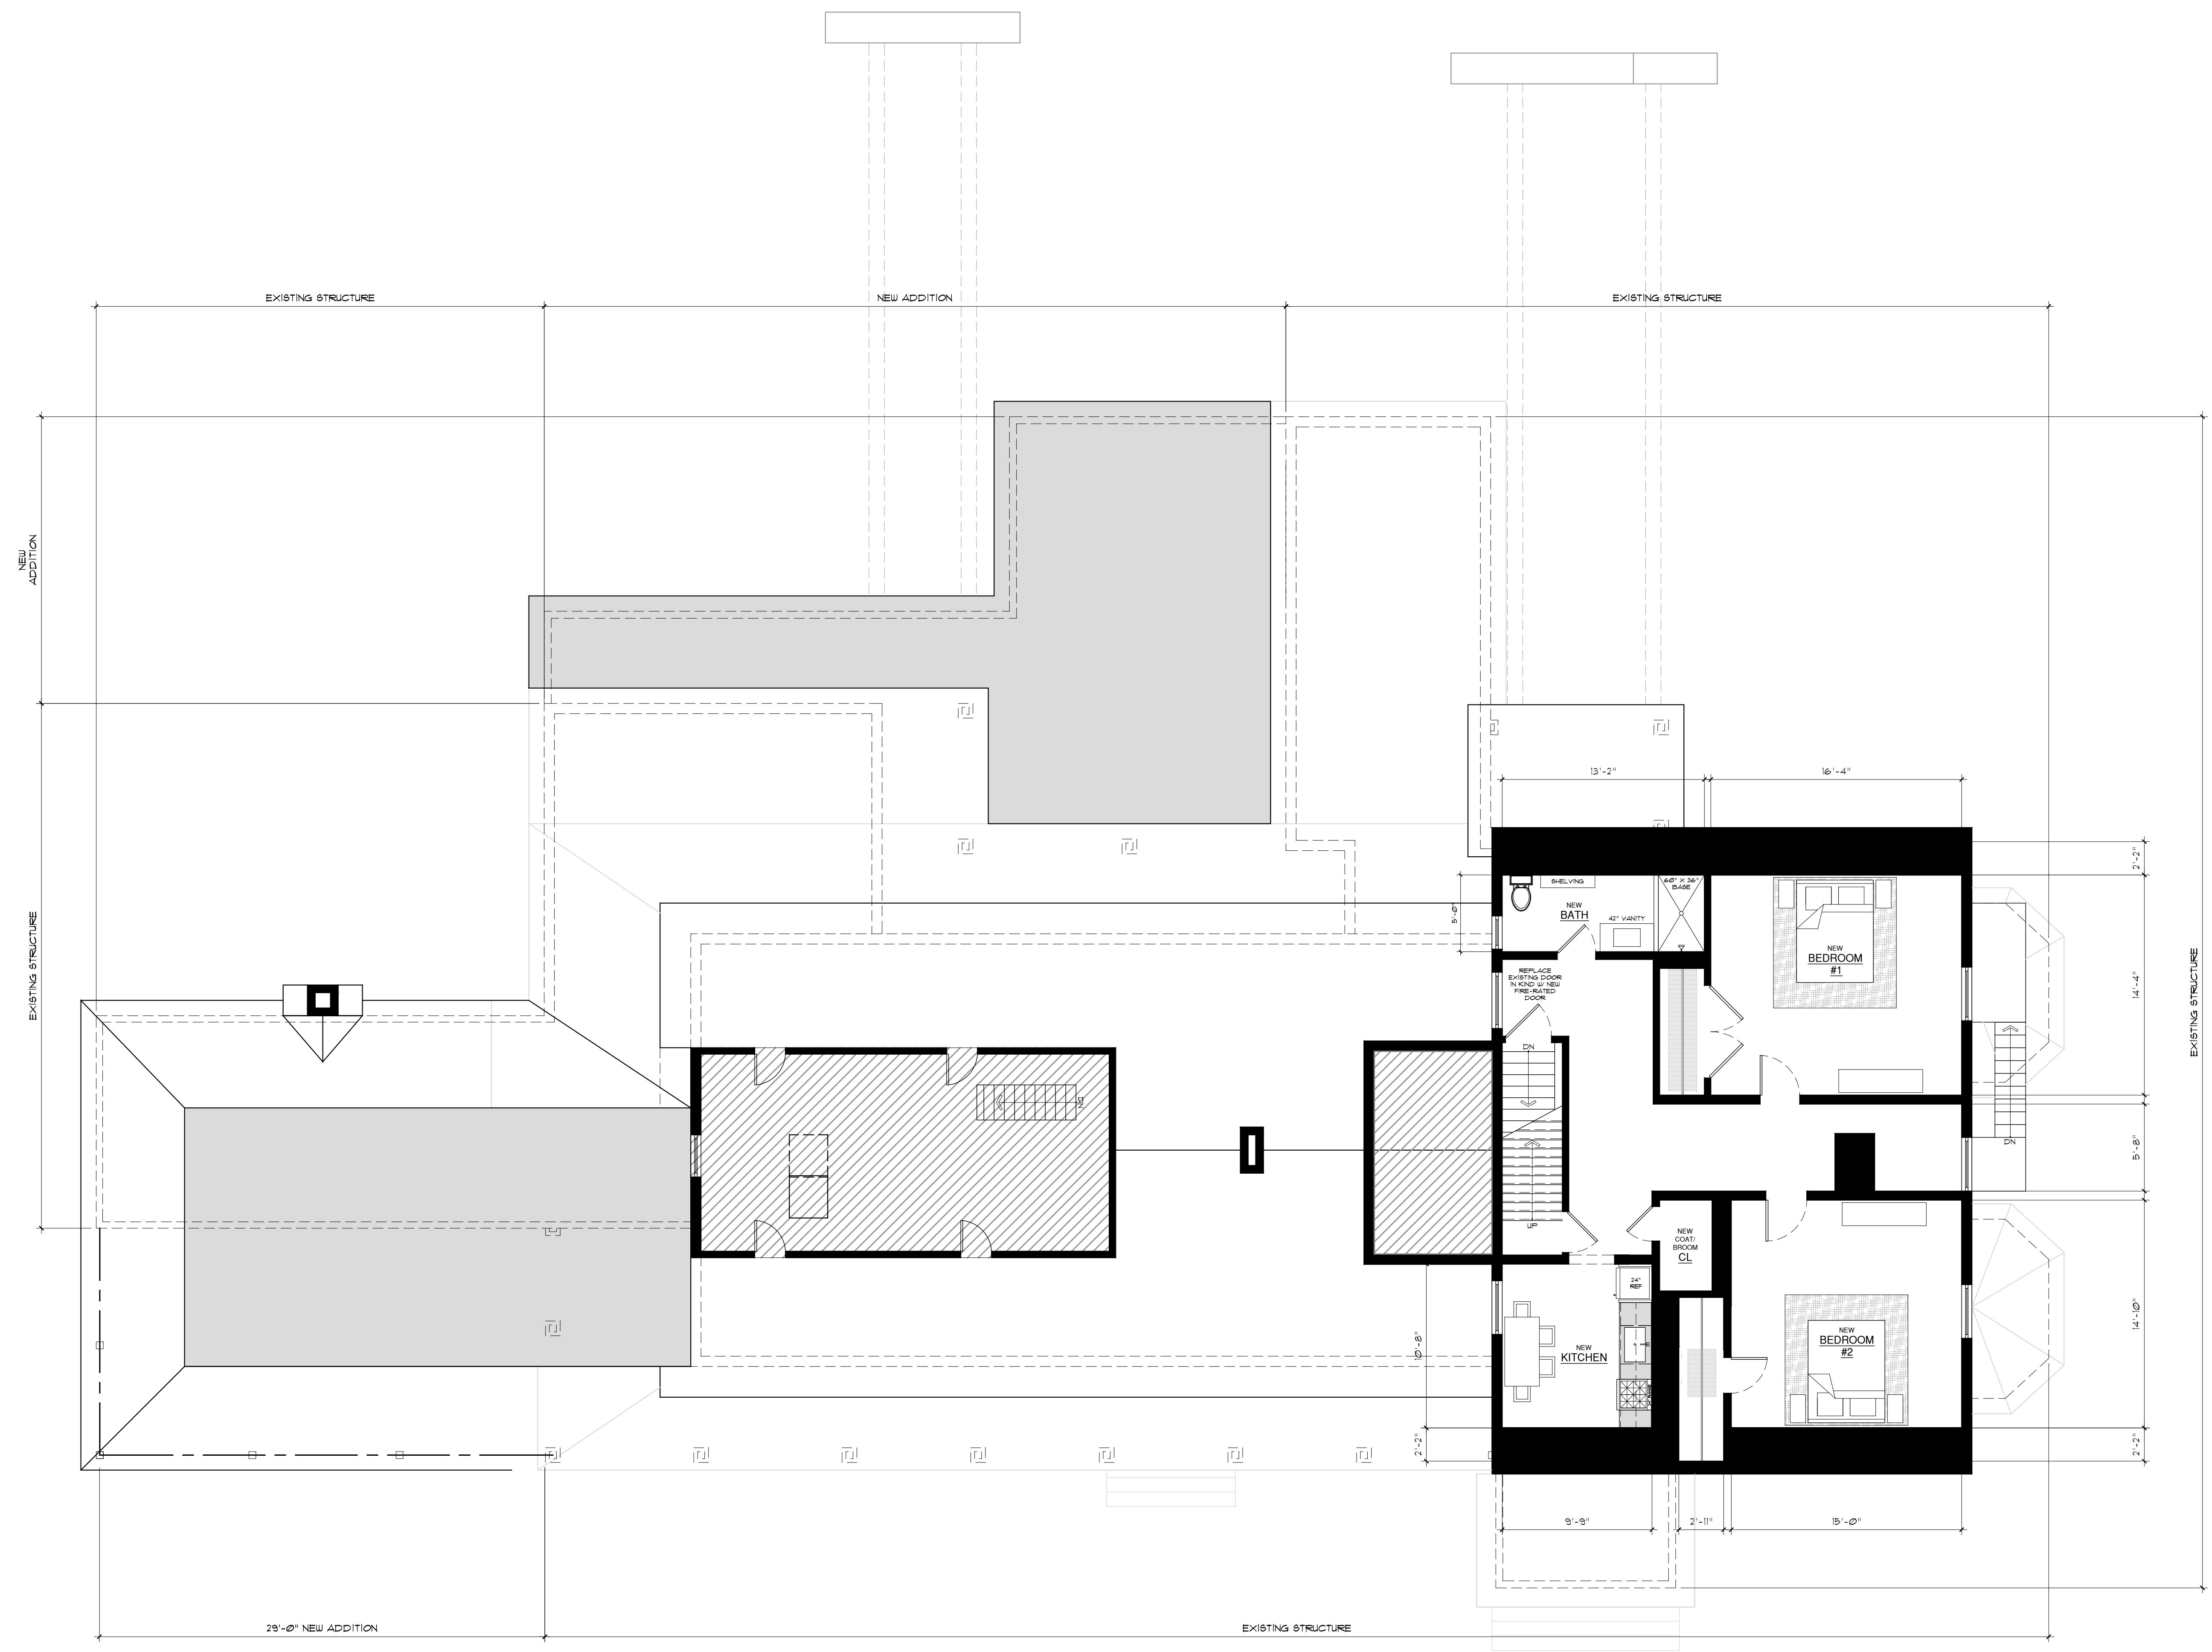 EXISTING STRUCTURE
NEW ADDITION
EXISTING STRUCTURE
NEW
ADDITION
EXISTING STRUCTURE
EXISTING STRUCTURE
13'-2"
16'-4"
2'-2"
14'-4"
5'-8"
14'-10"
2'-2"
5'-0"
SHELVING
60" X 36"
BASE
NEW
BATH
42" VANITY
REPLACE
EXISTING DOOR
IN KIND W/ NEW
FIRE-RATED
DOOR
NEW
BEDROOM
#1
DN
DN
DN
UP
NEW
COAT/
BROOM
CL
24"
REF
10'-8"
NEW
KITCHEN
NEW
BEDROOM
#2
2'-2"
9'-9"
2'-11"
15'-0"
29'-0" NEW ADDITION
EXISTING STRUCTURE